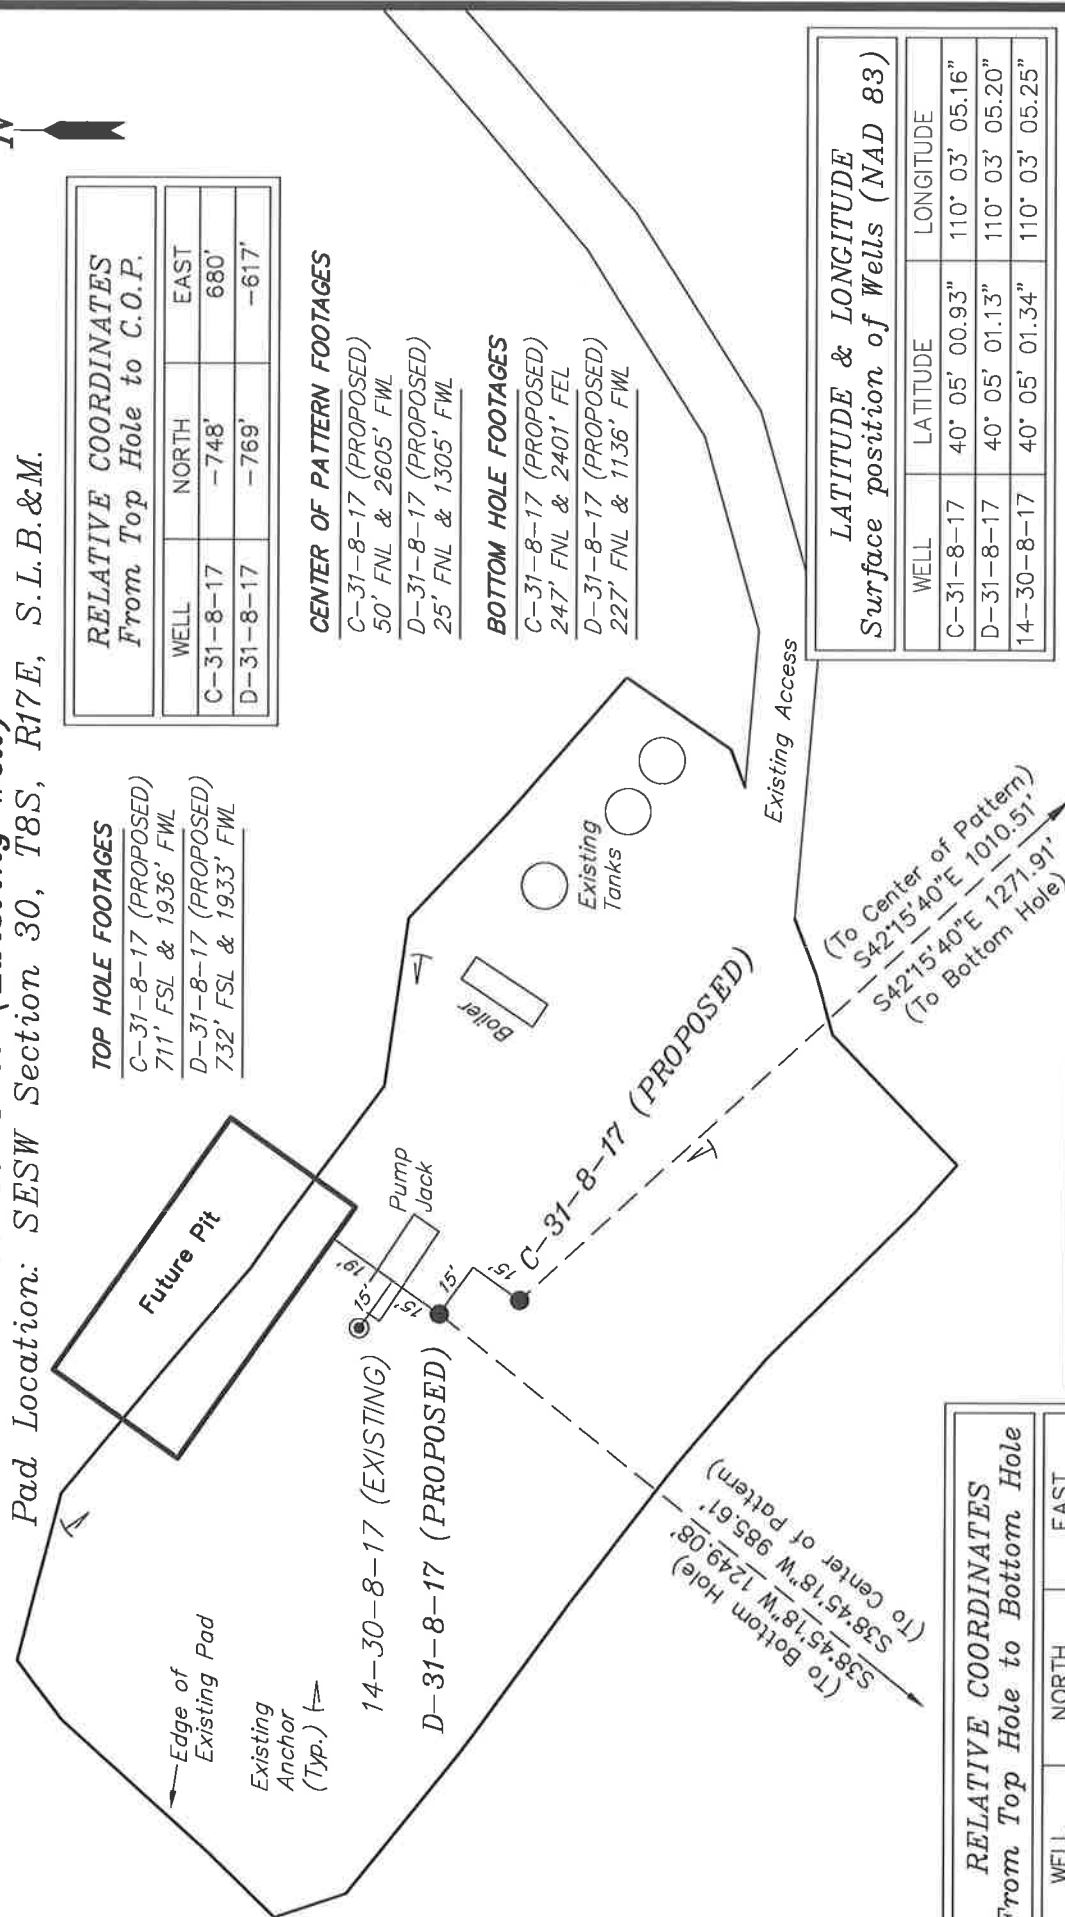 N
Pad Location: SESW Section 30, T8S, R17E, S.L.B.&M.
TOP HOLE FOOTAGES
C-31-8-17 (PROPOSED)
711' FSL & 1936' FWL
D-31-8-17 (PROPOSED)
732' FSL & 1933' FWL
RELATIVE COORDINATES
From Top Hole to C.O.P.
WELL NORTH EAST
C-31-8-17 -748' 680'
D-31-8-17 -769' -617'
CENTER OF PATTERN FOOTAGES
C-31-8-17 (PROPOSED)
50' FNL & 2605' FWL
D-31-8-17 (PROPOSED)
25' FNL & 1305' FWL
BOTTOM HOLE FOOTAGES
C-31-8-17 (PROPOSED)
247' FNL & 2401' FEL
D-31-8-17 (PROPOSED)
227' FNL & 1136' FWL
Future Pit
Edge of
Existing Pad
Existing
Anchor
(Typ.)
14-30-8-17 (EXISTING)
D-31-8-17 (PROPOSED)
19'
15'
15'
Pump
Jack
15'
15'
C-31-8-17 (PROPOSED)
Boiler
Existing
Tanks
Existing Access
(To Center of Pattern)
S42°15'40"E 1010.51'
S42°15'40"E 1271.91'
(To Bottom Hole)
(To Bottom Hole)
S38°45'18"W 1249.08'
S38°45'18"W 985.61'
(To Center of Pattern)
LATITUDE & LONGITUDE
Surface position of Wells (NAD 83)
WELL LATITUDE LONGITUDE
C-31-8-17 40° 05' 00.93" 110° 03' 05.16"
D-31-8-17 40° 05' 01.13" 110° 03' 05.20"
14-30-8-17 40° 05' 01.34" 110° 03' 05.25"
RELATIVE COORDINATES
From Top Hole to Bottom Hole
WELL NORTH EAST